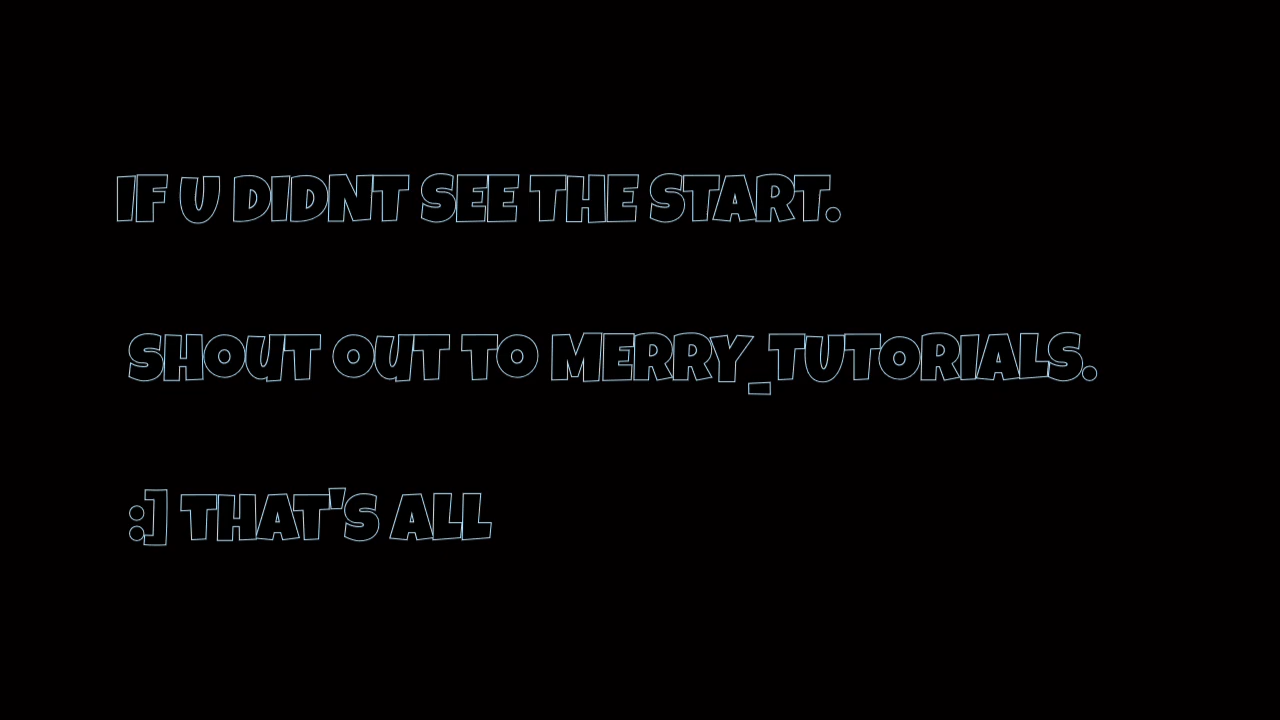 IF U DIDNT SEE THE START.
SHOUT OUT TO MERRY_TUTORIALS.
:] THAT'S ALL